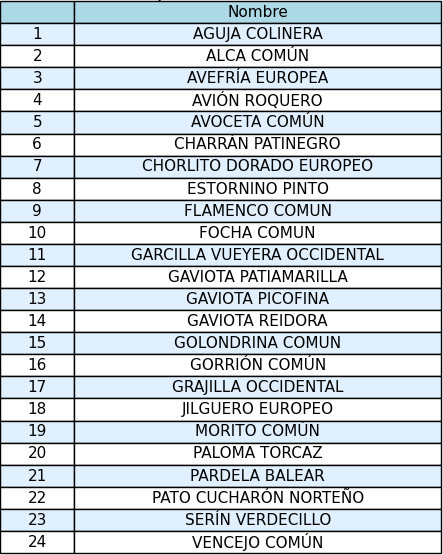 Nombre
1 AGUJA COLINERA
2 ALCA COMÚN
3 AVEFRÍA EUROPEA
4 AVIÓN ROQUERO
5 AVOCETA COMÚN
6 CHARRÁN PATINEGRO
7 CHORLITO DORADO EUROPEO
8 ESTORNINO PINTO
9 FLAMENCO COMUN
10 FOCHA COMUN
11 GARCILLA VUEYERA OCCIDENTAL
12 GAVIOTA PATIAMARILLA
13 GAVIOTA PICOFINA
14 GAVIOTA REIDORA
15 GOLONDRINA COMUN
16 GORRIÓN COMÚN
17 GRAJILLA OCCIDENTAL
18 JILGUERO EUROPEO
19 MORITO COMÚN
20 PALOMA TORCAZ
21 PARDELA BALEAR
22 PATO CUCHARÓN NORTEÑO
23 SERÍN VERDECILLO
24 VENCEJO COMÚN